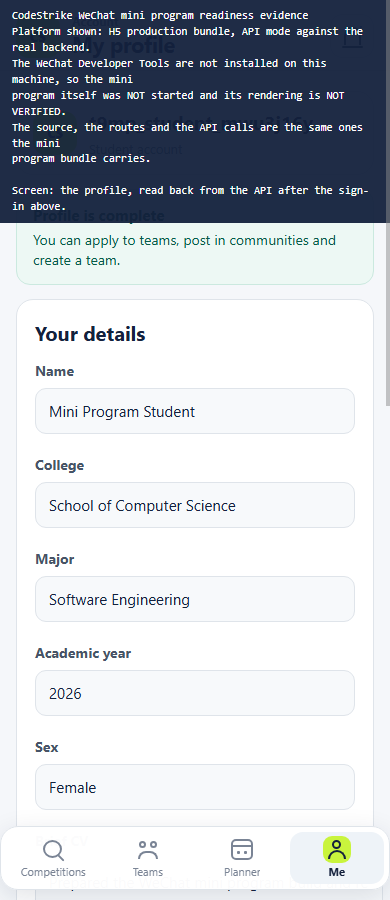 CodeStrike WeChat mini program readiness evidence
Platform shown: H5 production bundle, API mode against the
real backend.
The WeChat Developer Tools are not installed on this
machine, so the mini
program itself was NOT started and its rendering is NOT
VERIFIED.
The source, the routes and the API calls are the same ones
the mini
program bundle carries.
Screen: the profile, read back from the API after the sign-
in above.
My profile
Profile is complete
You can apply to teams, post in communities and
create a team.
Your details
Name
Mini Program Student
College
School of Computer Science
Major
Software Engineering
Academic year
2026
Sex
Female
Competitions
Teams
Planner
Me